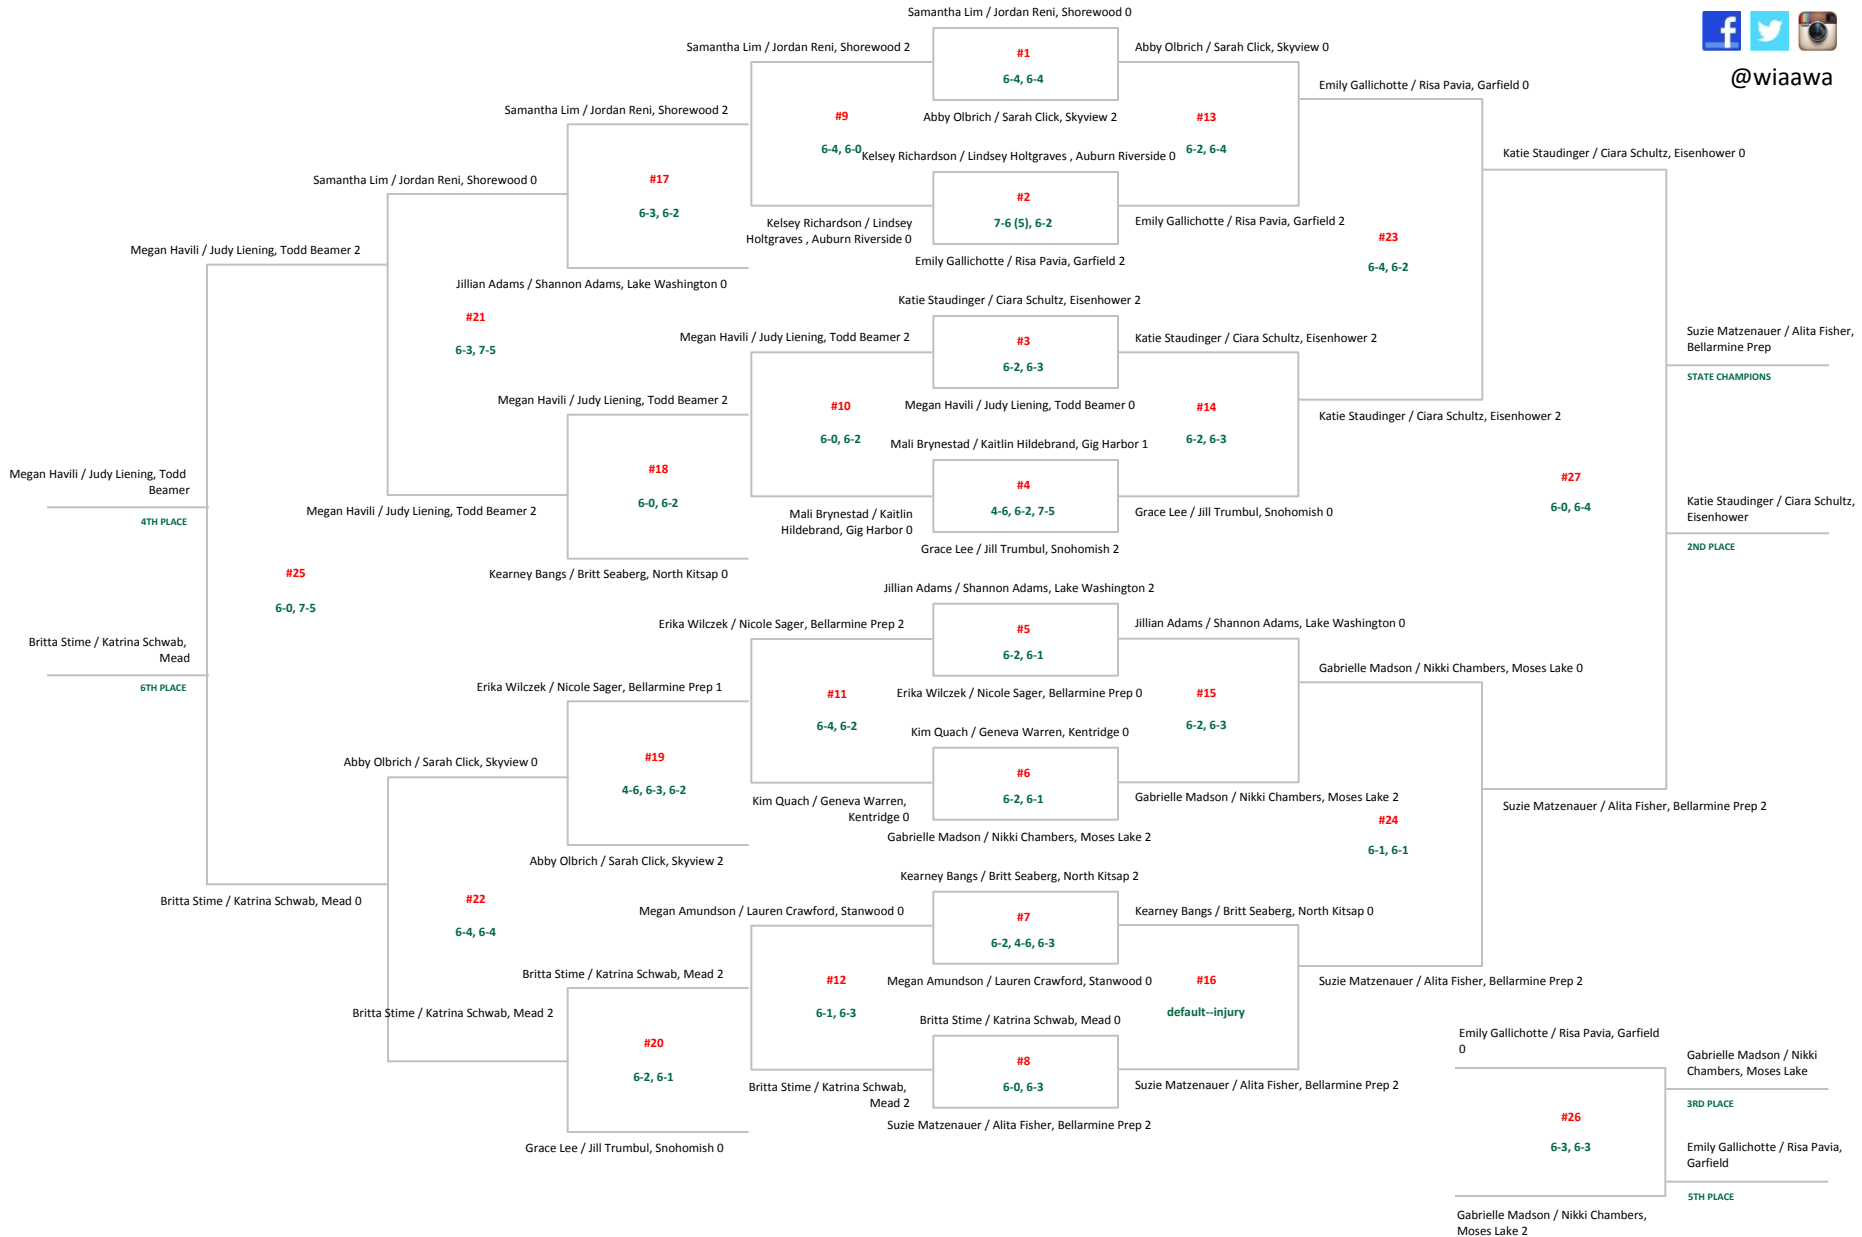 Samantha Lim / Jordan Reni, Shorewood 0
@wiaawa
Samantha Lim / Jordan Reni, Shorewood 2
#1
6-4, 6-4
Abby Olbrich / Sarah Click, Skyview 0
Emily Gallichotte / Risa Pavia, Garfield 0
Samantha Lim / Jordan Reni, Shorewood 2
#9
6-4, 6-0
Abby Olbrich / Sarah Click, Skyview 2
#13
6-2, 6-4
Kelsey Richardson / Lindsey Holtgraves , Auburn Riverside 0
Katie Staudinger / Ciara Schultz, Eisenhower 0
Samantha Lim / Jordan Reni, Shorewood 0
#17
6-3, 6-2
#2
7-6 (5), 6-2
Kelsey Richardson / Lindsey
Holtgraves , Auburn Riverside 0
Emily Gallichotte / Risa Pavia, Garfield 2
Megan Havili / Judy Liening, Todd Beamer 2
#23
6-4, 6-2
Emily Gallichotte / Risa Pavia, Garfield 2
Jillian Adams / Shannon Adams, Lake Washington 0
Katie Staudinger / Ciara Schultz, Eisenhower 2
#21
6-3, 7-5
Megan Havili / Judy Liening, Todd Beamer 2
#3
6-2, 6-3
Katie Staudinger / Ciara Schultz, Eisenhower 2
Suzie Matzenauer / Alita Fisher,
Bellarmine Prep
STATE CHAMPIONS
Megan Havili / Judy Liening, Todd Beamer 2
#10
6-0, 6-2
Megan Havili / Judy Liening, Todd Beamer 0
#14
6-2, 6-3
Katie Staudinger / Ciara Schultz, Eisenhower 2
Mali Brynestad / Kaitlin Hildebrand, Gig Harbor 1
Megan Havili / Judy Liening, Todd
Beamer
4TH PLACE
#18
6-0, 6-2
#4
4-6, 6-2, 7-5
#27
6-0, 6-4
Katie Staudinger / Ciara Schultz,
Eisenhower
2ND PLACE
Megan Havili / Judy Liening, Todd Beamer 2
Mali Brynestad / Kaitlin
Hildebrand, Gig Harbor 0
Grace Lee / Jill Trumbul, Snohomish 0
Grace Lee / Jill Trumbul, Snohomish 2
#25
6-0, 7-5
Kearney Bangs / Britt Seaberg, North Kitsap 0
Jillian Adams / Shannon Adams, Lake Washington 2
Erika Wilczek / Nicole Sager, Bellarmine Prep 2
#5
6-2, 6-1
Jillian Adams / Shannon Adams, Lake Washington 0
Britta Stime / Katrina Schwab,
Mead
6TH PLACE
Gabrielle Madson / Nikki Chambers, Moses Lake 0
Erika Wilczek / Nicole Sager, Bellarmine Prep 1
#11
6-4, 6-2
Erika Wilczek / Nicole Sager, Bellarmine Prep 0
#15
6-2, 6-3
Kim Quach / Geneva Warren, Kentridge 0
Abby Olbrich / Sarah Click, Skyview 0
#19
4-6, 6-3, 6-2
#6
6-2, 6-1
Kim Quach / Geneva Warren,
Kentridge 0
Gabrielle Madson / Nikki Chambers, Moses Lake 2
Suzie Matzenauer / Alita Fisher, Bellarmine Prep 2
#24
6-1, 6-1
Gabrielle Madson / Nikki Chambers, Moses Lake 2
Abby Olbrich / Sarah Click, Skyview 2
Kearney Bangs / Britt Seaberg, North Kitsap 2
Britta Stime / Katrina Schwab, Mead 0
#22
6-4, 6-4
Megan Amundson / Lauren Crawford, Stanwood 0
#7
6-2, 4-6, 6-3
Kearney Bangs / Britt Seaberg, North Kitsap 0
Britta Stime / Katrina Schwab, Mead 2
#12
6-1, 6-3
Megan Amundson / Lauren Crawford, Stanwood 0
#16
default--injury
Suzie Matzenauer / Alita Fisher, Bellarmine Prep 2
Britta Stime / Katrina Schwab, Mead 2
Britta Stime / Katrina Schwab, Mead 0
#20
6-2, 6-1
#8
6-0, 6-3
Emily Gallichotte / Risa Pavia, Garfield
0
Gabrielle Madson / Nikki
Chambers, Moses Lake
3RD PLACE
Britta Stime / Katrina Schwab,
Mead 2
Suzie Matzenauer / Alita Fisher, Bellarmine Prep 2
Suzie Matzenauer / Alita Fisher, Bellarmine Prep 2
#26
6-3, 6-3
Grace Lee / Jill Trumbul, Snohomish 0
Emily Gallichotte / Risa Pavia,
Garfield
5TH PLACE
Gabrielle Madson / Nikki Chambers,
Moses Lake 2